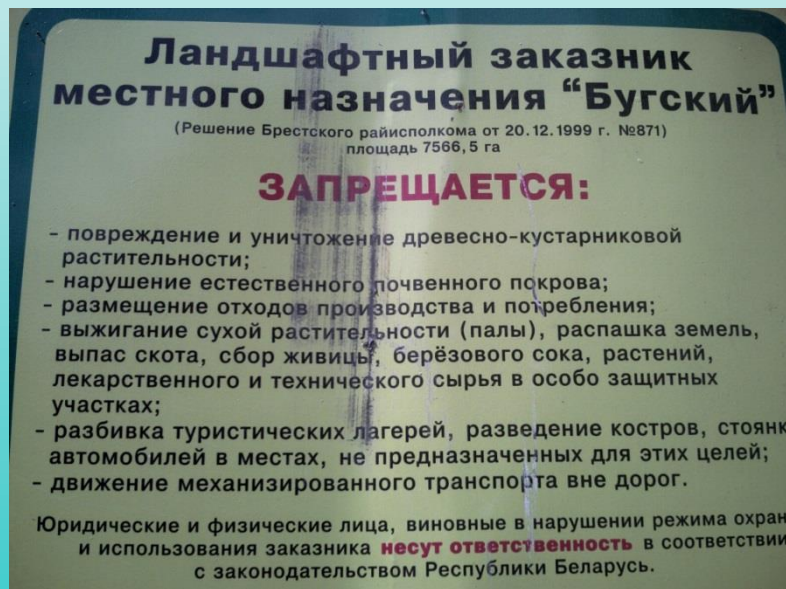 Ландшафтный заказник
местного назначения “Бугский”
(Решение Брестского райисполкома от 20.12.1999 г. №871)
площадь 7566,5 га
ЗАПРЕЩАЕТСЯ:
- повреждение и уничтожение древесно-кустарниковой
растительности;
- нарушение естественного почвенного покрова;
- размещение отходов производства и потребления;
- выжигание сухой растительности (палы), распашка земель,
выпас скота, сбор живицы, берёзового сока, растений,
лекарственного и технического сырья в особо защитных
участках;
- разбивка туристических лагерей, разведение костров, стоянк
автомобилей в местах, не предназначенных для этих целей;
- движение механизированного транспорта вне дорог.
Юридические и физические лица, виновные в нарушении режима охран
и использования заказника несут ответственность в соответствии
с законодательством Республики Беларусь.